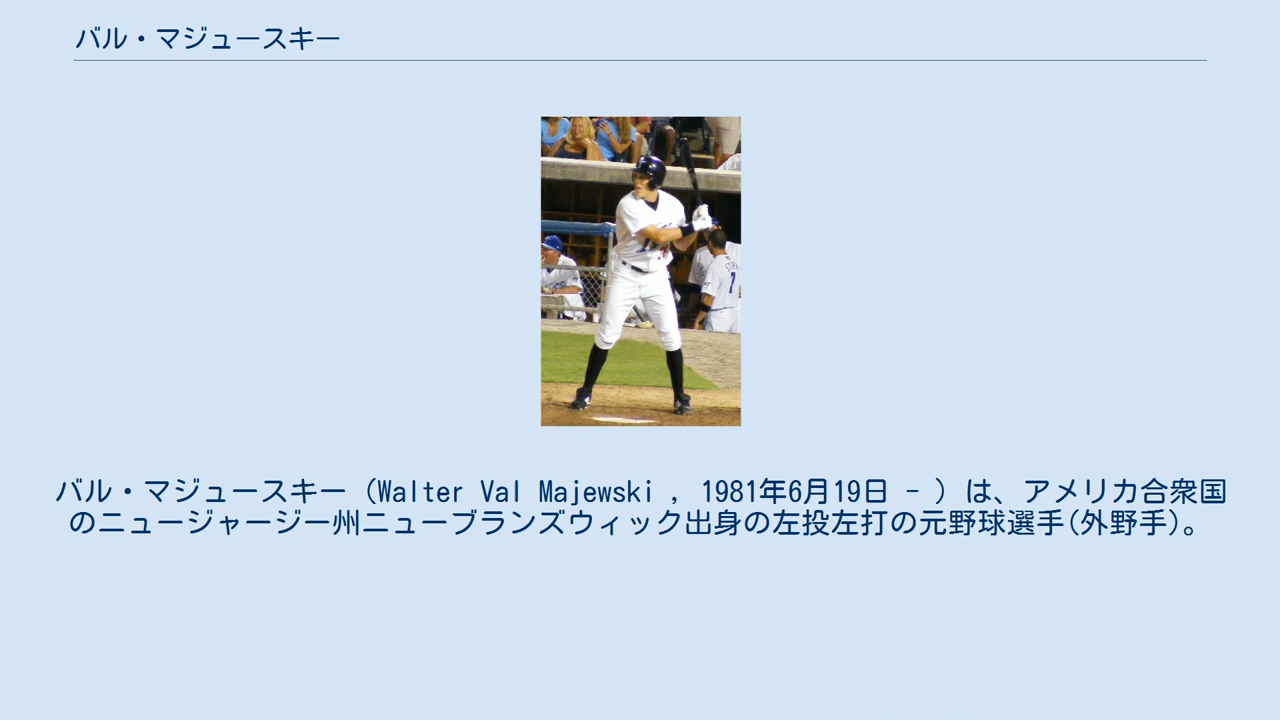 バル・マジュースキー
7
バル・マジュースキー（Walter Val Majewski , 1981年6月19日 - ）は、アメリカ合衆国
のニュージャージー州ニューブランズウィック出身の左投左打の元野球選手(外野手)。